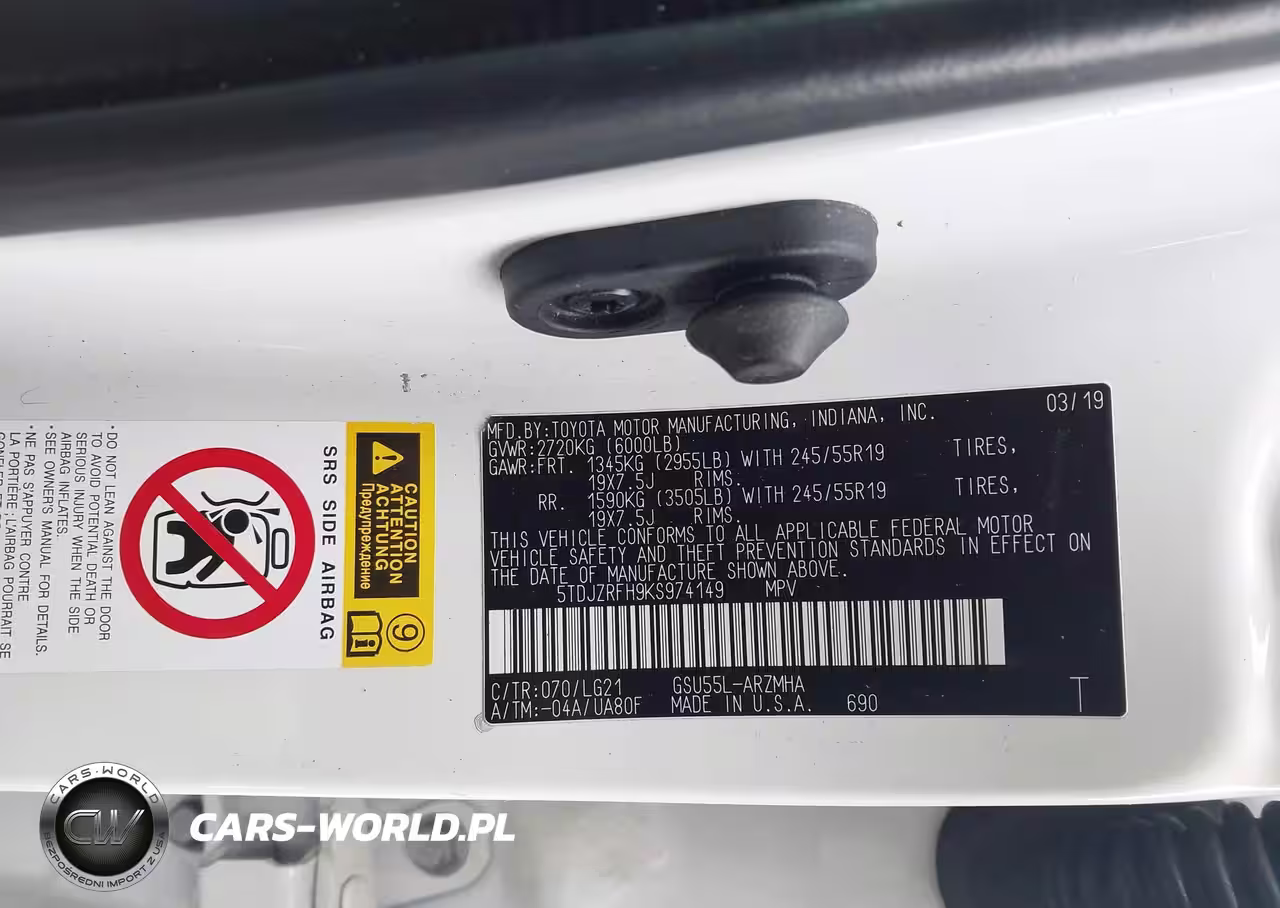 MFD.BY:TOYOTA MOTOR MANUFACTURING, INDIANA, INC. 03/19
GVWR:2720KG (6000LB)
GAWR:FRT. 1345KG (2955LB) WITH 245/55R19 TIRES,
19X7.5J RIMS.
RR. 1590KG (3505LB) WITH 245/55R19 TIRES,
19X7.5J RIMS.
THIS VEHICLE CONFORMS TO ALL APPLICABLE FEDERAL MOTOR
VEHICLE SAFETY AND THEFT PREVENTION STANDARDS IN EFFECT ON
THE DATE OF MANUFACTURE SHOWN ABOVE.
5TDJZRFH9KS974149 MPV
C/TR:070/LG21 GSU55L-ARZMHA
A/TM:-04A/UA80F MADE IN U.S.A. 690 T
CAUTION
ATTENTION
ACHTUNG
Предупреждение
9
i
SRS SIDE AIRBAG
• DO NOT LEAN AGAINST THE DOOR
TO AVOID POTENTIAL DEATH OR
SERIOUS INJURY WHEN THE SIDE
AIRBAG INFLATES.
• SEE OWNER'S MANUAL FOR DETAILS.
• NE PAS S'APPUYER CONTRE
LA PORTIÈRE-L'AIRBAG POURRAIT SE
CARS-WORLD
CW
BEZPOŚREDNI IMPORT Z USA
CARS-WORLD.PL